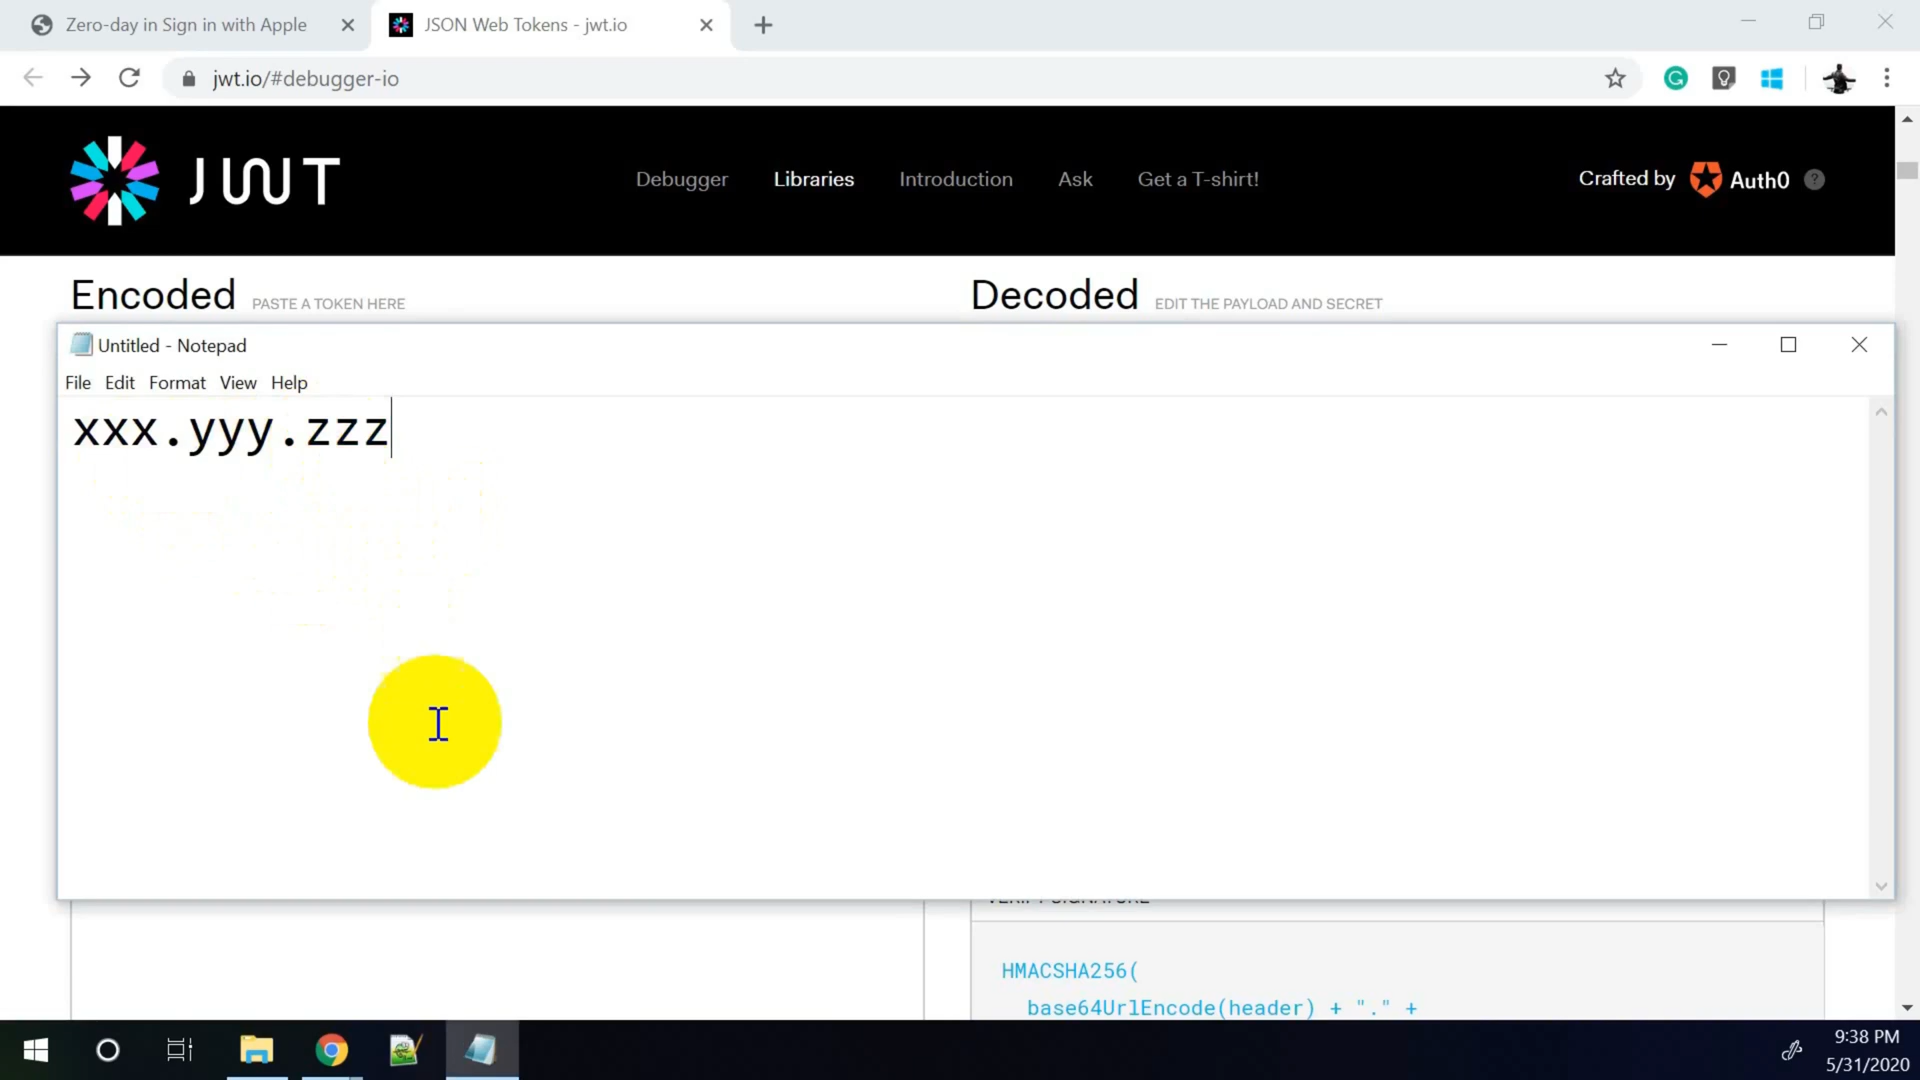 Zero-day in Sign in with Apple
JSON Web Tokens - jwt.io
jwt.io/#debugger-io
JWT
Debugger
Libraries
Introduction
Ask
Get a T-shirt!
Crafted by Auth0 ?
Encoded PASTE A TOKEN HERE
Decoded EDIT THE PAYLOAD AND SECRET
Untitled - Notepad
File Edit Format View Help
xxx.yyy.zzz
VERIFY SIGNATURE
HMACSHA256(
base64UrlEncode(header) + "." +
9:38 PM
5/31/2020